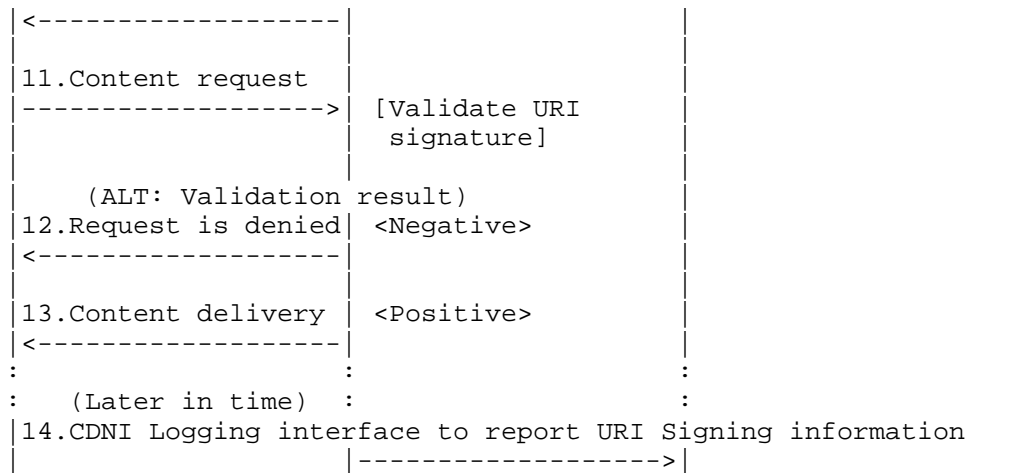 |<--------------------|                     |
|                     |                     |
|11.Content request   |                     |
|-------------------->| [Validate URI       |
|                     |  signature]         |
|                     |                     |
|    (ALT: Validation result)               |
|12.Request is denied| <Negative>          |
|<--------------------|                     |
|                     |                     |
|13.Content delivery  | <Positive>          |
|<--------------------|                     |
:                     :                     :
:   (Later in time)   :                     :
|14.CDNI Logging interface to report URI Signing information
|                     |-------------------->|